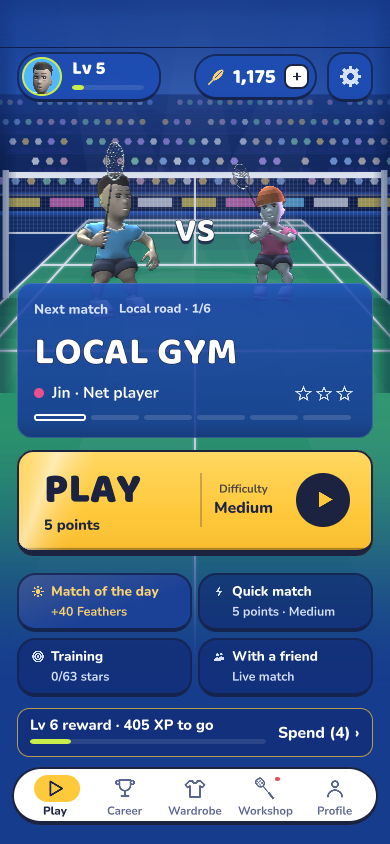 Lv 5
1,175 +
VS
Next match Local road · 1/6
LOCAL GYM
Jin · Net player
PLAY
5 points
Difficulty
Medium
Match of the day
+40 Feathers
Quick match
5 points · Medium
Training
0/63 stars
With a friend
Live match
Lv 6 reward · 405 XP to go
Spend (4) ›
Play Career Wardrobe Workshop Profile